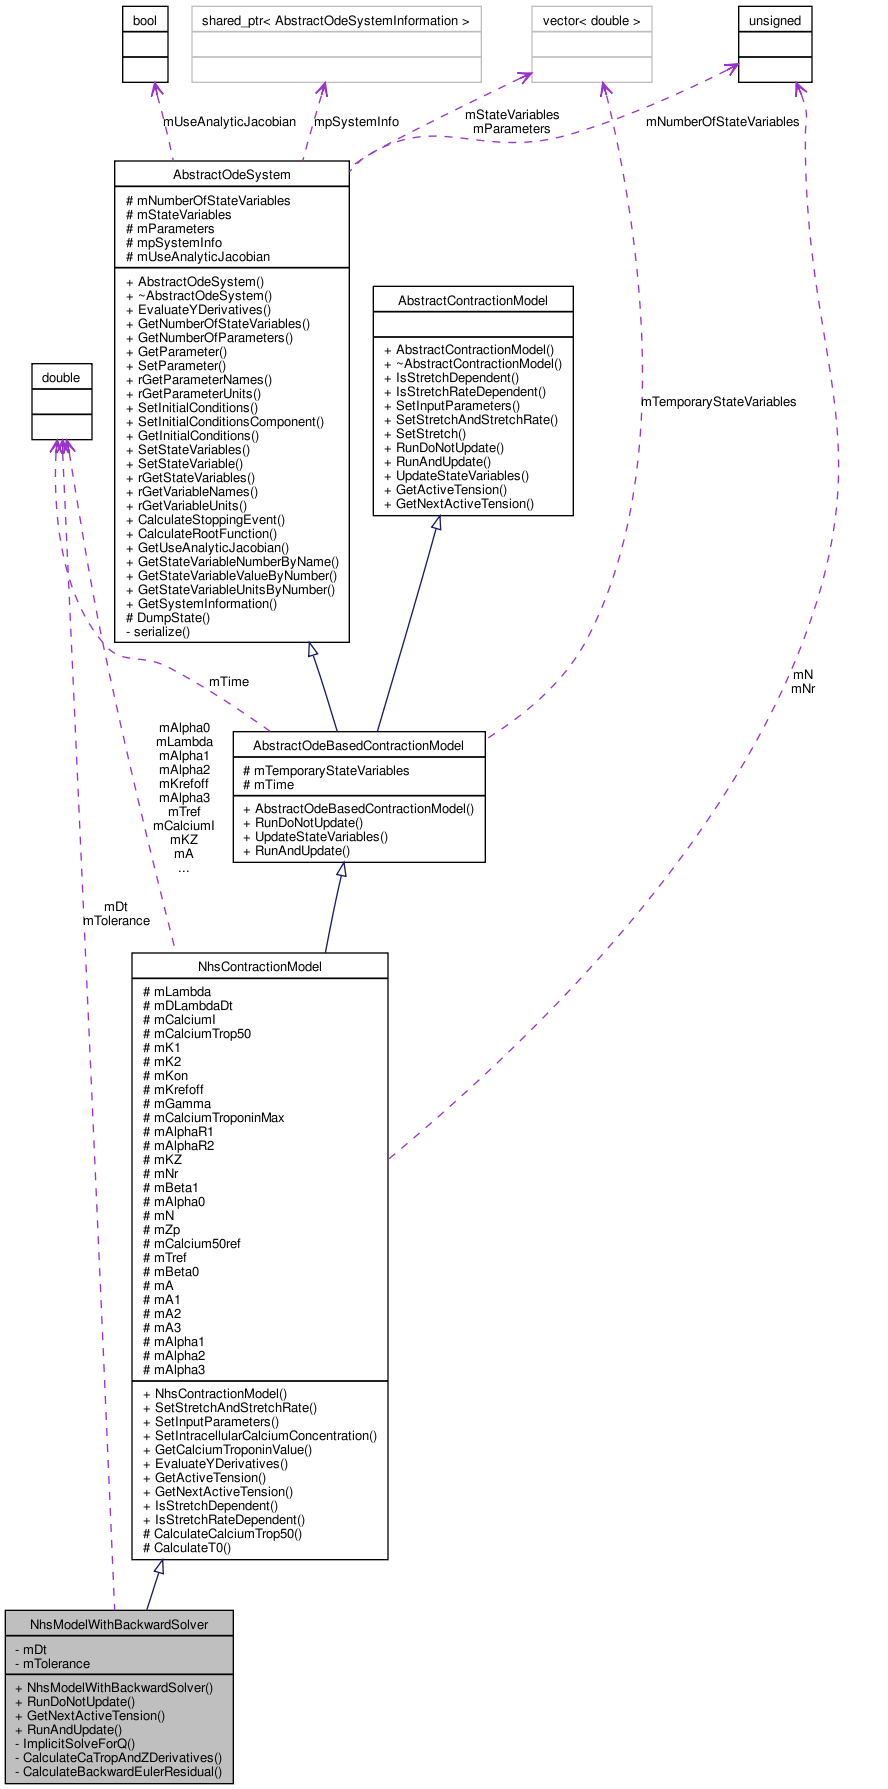 bool
shared_ptr< AbstractOdeSystemInformation >
vector< double >
unsigned
mUseAnalyticJacobian
mpSystemInfo
mStateVariables
mParameters
mNumberOfStateVariables
AbstractOdeSystem
# mNumberOfStateVariables
# mStateVariables
# mParameters
# mpSystemInfo
# mUseAnalyticJacobian
+ AbstractOdeSystem()
+ ~AbstractOdeSystem()
+ EvaluateYDerivatives()
+ GetNumberOfStateVariables()
+ GetNumberOfParameters()
+ GetParameter()
+ SetParameter()
+ rGetParameterNames()
+ rGetParameterUnits()
+ SetInitialConditions()
+ SetInitialConditionsComponent()
+ GetInitialConditions()
+ SetStateVariables()
+ SetStateVariable()
+ rGetStateVariables()
+ rGetVariableNames()
+ rGetVariableUnits()
+ CalculateStoppingEvent()
+ CalculateRootFunction()
+ GetUseAnalyticJacobian()
+ GetStateVariableNumberByName()
+ GetStateVariableValueByNumber()
+ GetStateVariableUnitsByNumber()
+ GetSystemInformation()
# DumpState()
- serialize()
AbstractContractionModel
+ AbstractContractionModel()
+ ~AbstractContractionModel()
+ IsStretchDependent()
+ IsStretchRateDependent()
+ SetInputParameters()
+ SetStretchAndStretchRate()
+ SetStretch()
+ RunDoNotUpdate()
+ RunAndUpdate()
+ UpdateStateVariables()
+ GetActiveTension()
+ GetNextActiveTension()
double
mTemporaryStateVariables
mTime
mN
mNr
mAlpha0
mLambda
mAlpha1
mAlpha2
mKrefoff
mAlpha3
mTref
mCalciumI
mKZ
mA
...
AbstractOdeBasedContractionModel
# mTemporaryStateVariables
# mTime
+ AbstractOdeBasedContractionModel()
+ RunDoNotUpdate()
+ UpdateStateVariables()
+ RunAndUpdate()
mDt
mTolerance
NhsContractionModel
# mLambda
# mDLambdaDt
# mCalciumI
# mCalciumTrop50
# mK1
# mK2
# mKon
# mKrefoff
# mGamma
# mCalciumTroponinMax
# mAlphaR1
# mAlphaR2
# mKZ
# mNr
# mBeta1
# mAlpha0
# mN
# mZp
# mCalcium50ref
# mTref
# mBeta0
# mA
# mA1
# mA2
# mA3
# mAlpha1
# mAlpha2
# mAlpha3
+ NhsContractionModel()
+ SetStretchAndStretchRate()
+ SetInputParameters()
+ SetIntracellularCalciumConcentration()
+ GetCalciumTroponinValue()
+ EvaluateYDerivatives()
+ GetActiveTension()
+ GetNextActiveTension()
+ IsStretchDependent()
+ IsStretchRateDependent()
# CalculateCalciumTrop50()
# CalculateT0()
NhsModelWithBackwardSolver
- mDt
- mTolerance
+ NhsModelWithBackwardSolver()
+ RunDoNotUpdate()
+ GetNextActiveTension()
+ RunAndUpdate()
- ImplicitSolveForQ()
- CalculateCaTropAndZDerivatives()
- CalculateBackwardEulerResidual()